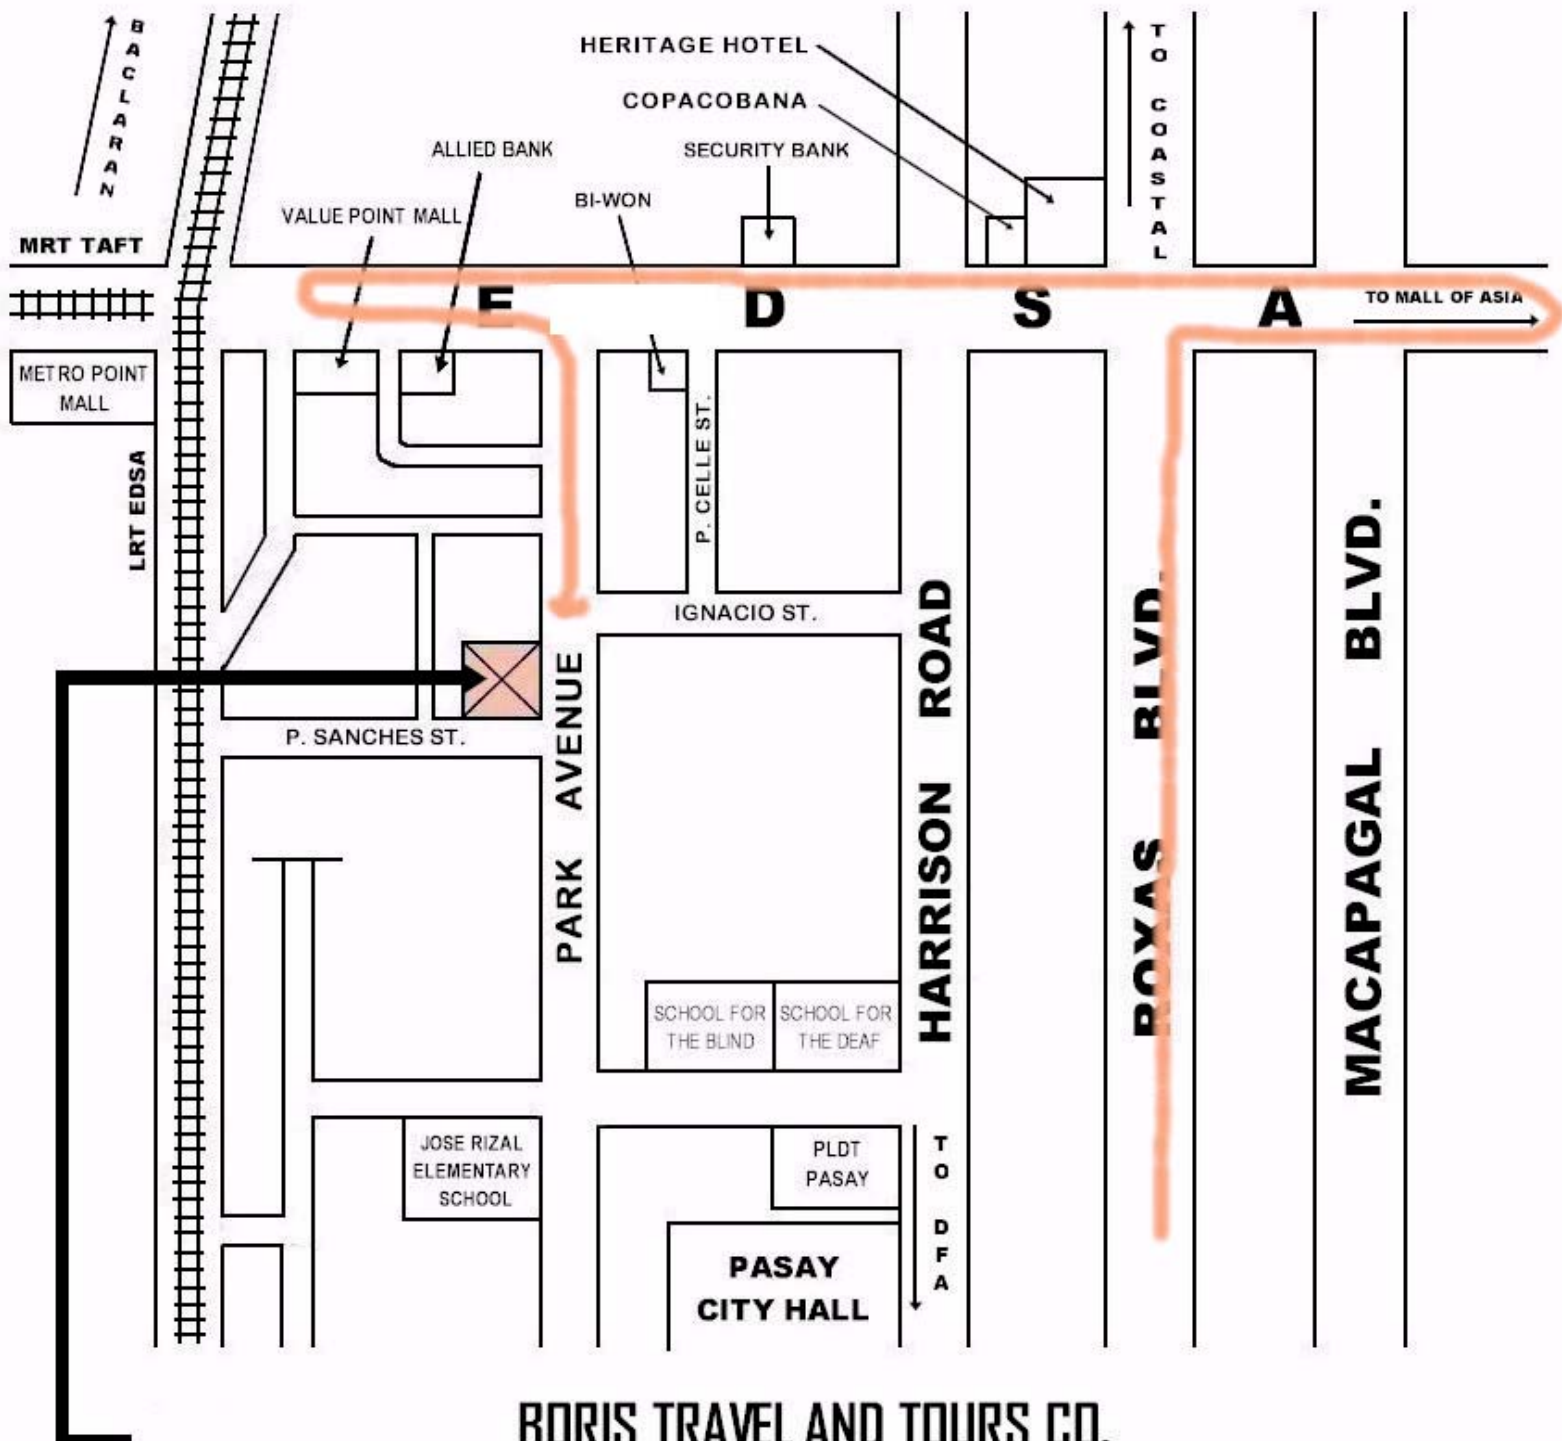 BACLARAN
HERITAGE HOTEL
TO COASTAL
COPACOBANA
ALLIED BANK
SECURITY BANK
BI-WON
VALUE POINT MALL
MRT TAFT
E D S A
TO MALL OF ASIA
METRO POINT
MALL
LRT EDSA
P. CELLE ST.
IGNACIO ST.
P. SANCHES ST.
PARK AVENUE
HARRISON ROAD
ROXAS BLVD.
MACAPAGAL BLVD.
SCHOOL FOR
THE BLIND
SCHOOL FOR
THE DEAF
JOSE RIZAL
ELEMENTARY
SCHOOL
PLDT
PASAY
TO DFA
PASAY
CITY HALL
BORIS TRAVEL AND TOURS CO.